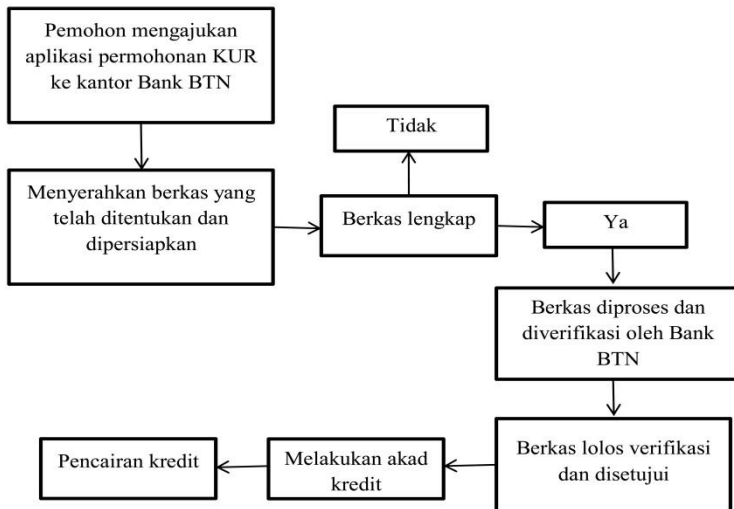 Pemohon mengajukan
aplikasi permohonan KUR
ke kantor Bank BTN
Tidak
Menyerahkan berkas yang
telah ditentukan dan
dipersiapkan
Berkas lengkap
Ya
Berkas diproses dan
diverifikasi oleh Bank
BTN
Berkas lolos verifikasi
dan disetujui
Melakukan akad
kredit
Pencairan kredit